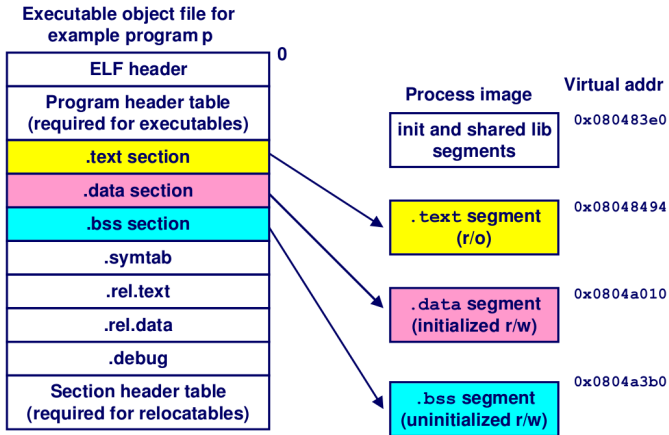 Executable object file for
example program p
0
ELF header
Program header table
(required for executables)
.text section
.data section
.bss section
.symtab
.rel.text
.rel.data
.debug
Section header table
(required for relocatables)
Process image
Virtual addr
init and shared lib
segments
0x080483e0
.text segment
(r/o)
0x08048494
.data segment
(initialized r/w)
0x0804a010
.bss segment
(uninitialized r/w)
0x0804a3b0